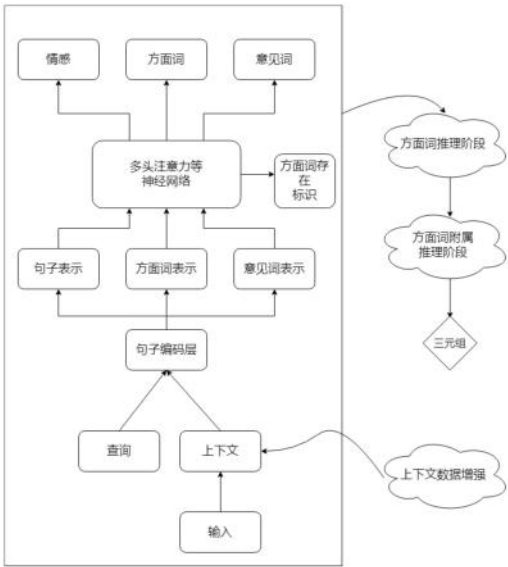 情感
方面词
意见词
多头注意力等
神经网络
方面词存
在
标识
句子表示
方面词表示
意见词表示
句子编码层
查询
上下文
输入
方面词推理阶段
方面词附属
推理阶段
三元组
上下文数据增强